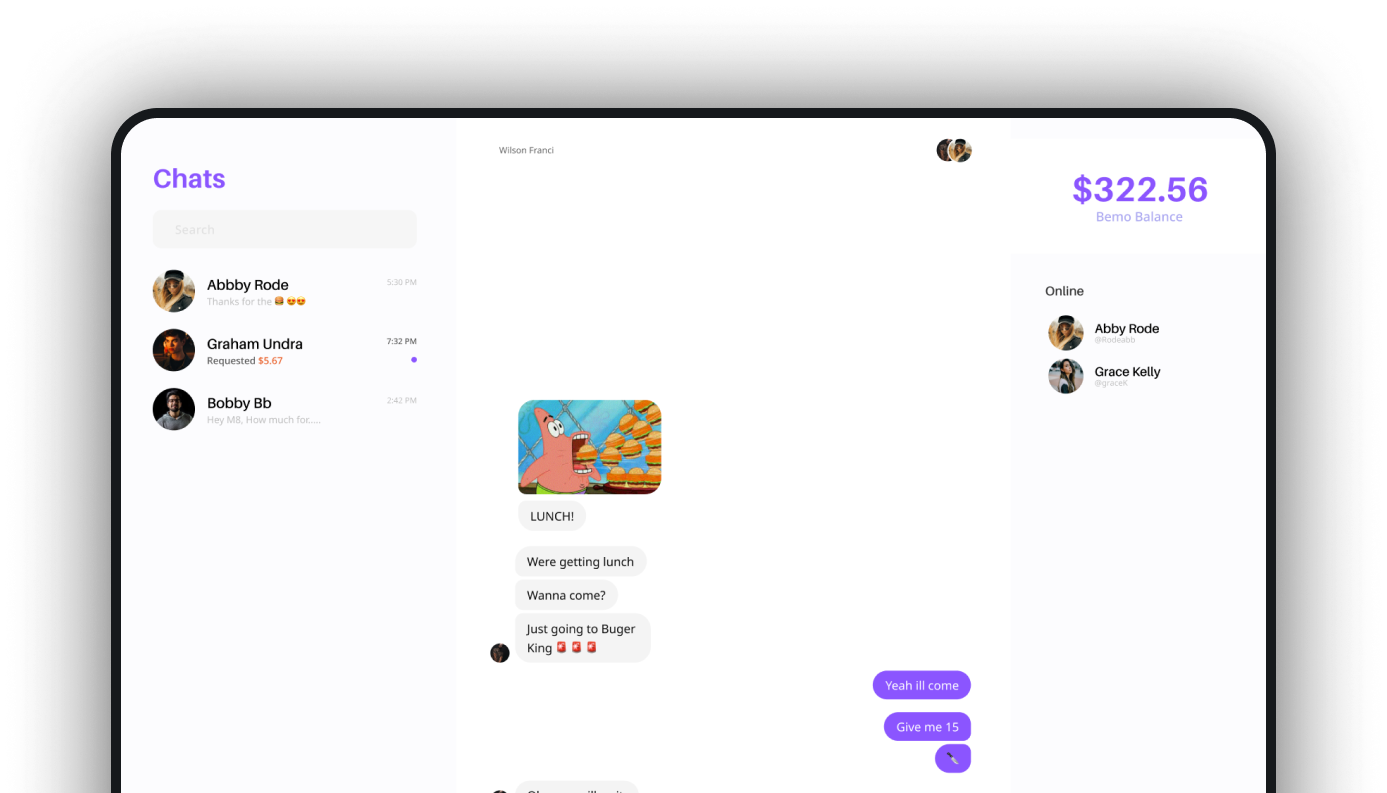 Chats
Search
Abbby Rode
5:30 PM
Thanks for the 🍔 😍😍
Graham Undra
7:32 PM
Requested $5.67
Bobby Bb
2:42 PM
Hey M8, How much for.....
Wilson Franci
LUNCH!
Were getting lunch
Wanna come?
Just going to Buger
King 🚨 🚨 🚨
Yeah ill come
Give me 15
🔪
$322.56
Bemo Balance
Online
Abby Rode
@Rodeabb
Grace Kelly
@graceK